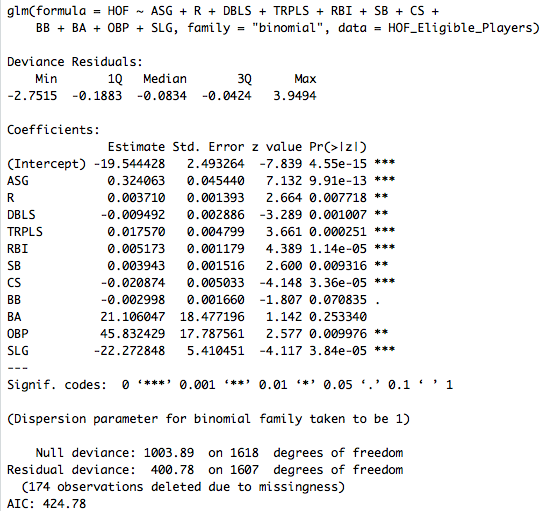 glm(formula = HOF ~ ASG + R + DBLS + TRPLS + RBI + SB + CS +
    BB + BA + OBP + SLG, family = "binomial", data = HOF_Eligible_Players)

Deviance Residuals:
    Min      1Q  Median      3Q     Max
-2.7515 -0.1883 -0.0834 -0.0424  3.9494

Coefficients:
              Estimate Std. Error z value Pr(>|z|)
(Intercept) -19.544428   2.493264  -7.839 4.55e-15 ***
ASG           0.324063   0.045440   7.132 9.91e-13 ***
R             0.003710   0.001393   2.664 0.007718 **
DBLS         -0.009492   0.002886  -3.289 0.001007 **
TRPLS         0.017570   0.004799   3.661 0.000251 ***
RBI           0.005173   0.001179   4.389 1.14e-05 ***
SB            0.003943   0.001516   2.600 0.009316 **
CS           -0.020874   0.005033  -4.148 3.36e-05 ***
BB           -0.002998   0.001660  -1.807 0.070835 .
BA           21.106047  18.477196   1.142 0.253340
OBP          45.832429  17.787561   2.577 0.009976 **
SLG         -22.272848   5.410451  -4.117 3.84e-05 ***
---
Signif. codes:  0 ‘***’ 0.001 ‘**’ 0.01 ‘*’ 0.05 ‘.’ 0.1 ‘ ’ 1

(Dispersion parameter for binomial family taken to be 1)

    Null deviance: 1003.89  on 1618  degrees of freedom
Residual deviance:  400.78  on 1607  degrees of freedom
  (174 observations deleted due to missingness)
AIC: 424.78